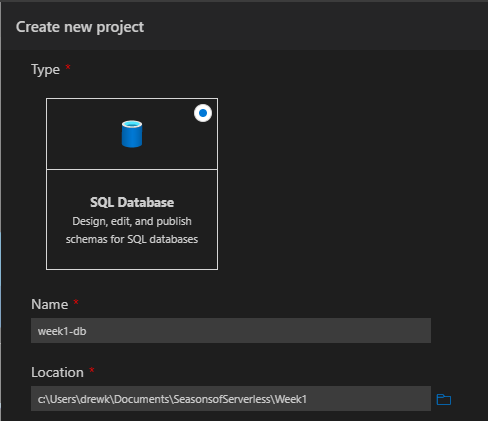 Create new project
Type *
SQL Database
Design, edit, and publish
schemas for SQL databases
Name *
week1-db
Location *
c:\Users\drewk\Documents\SeasonsofServerless\Week1